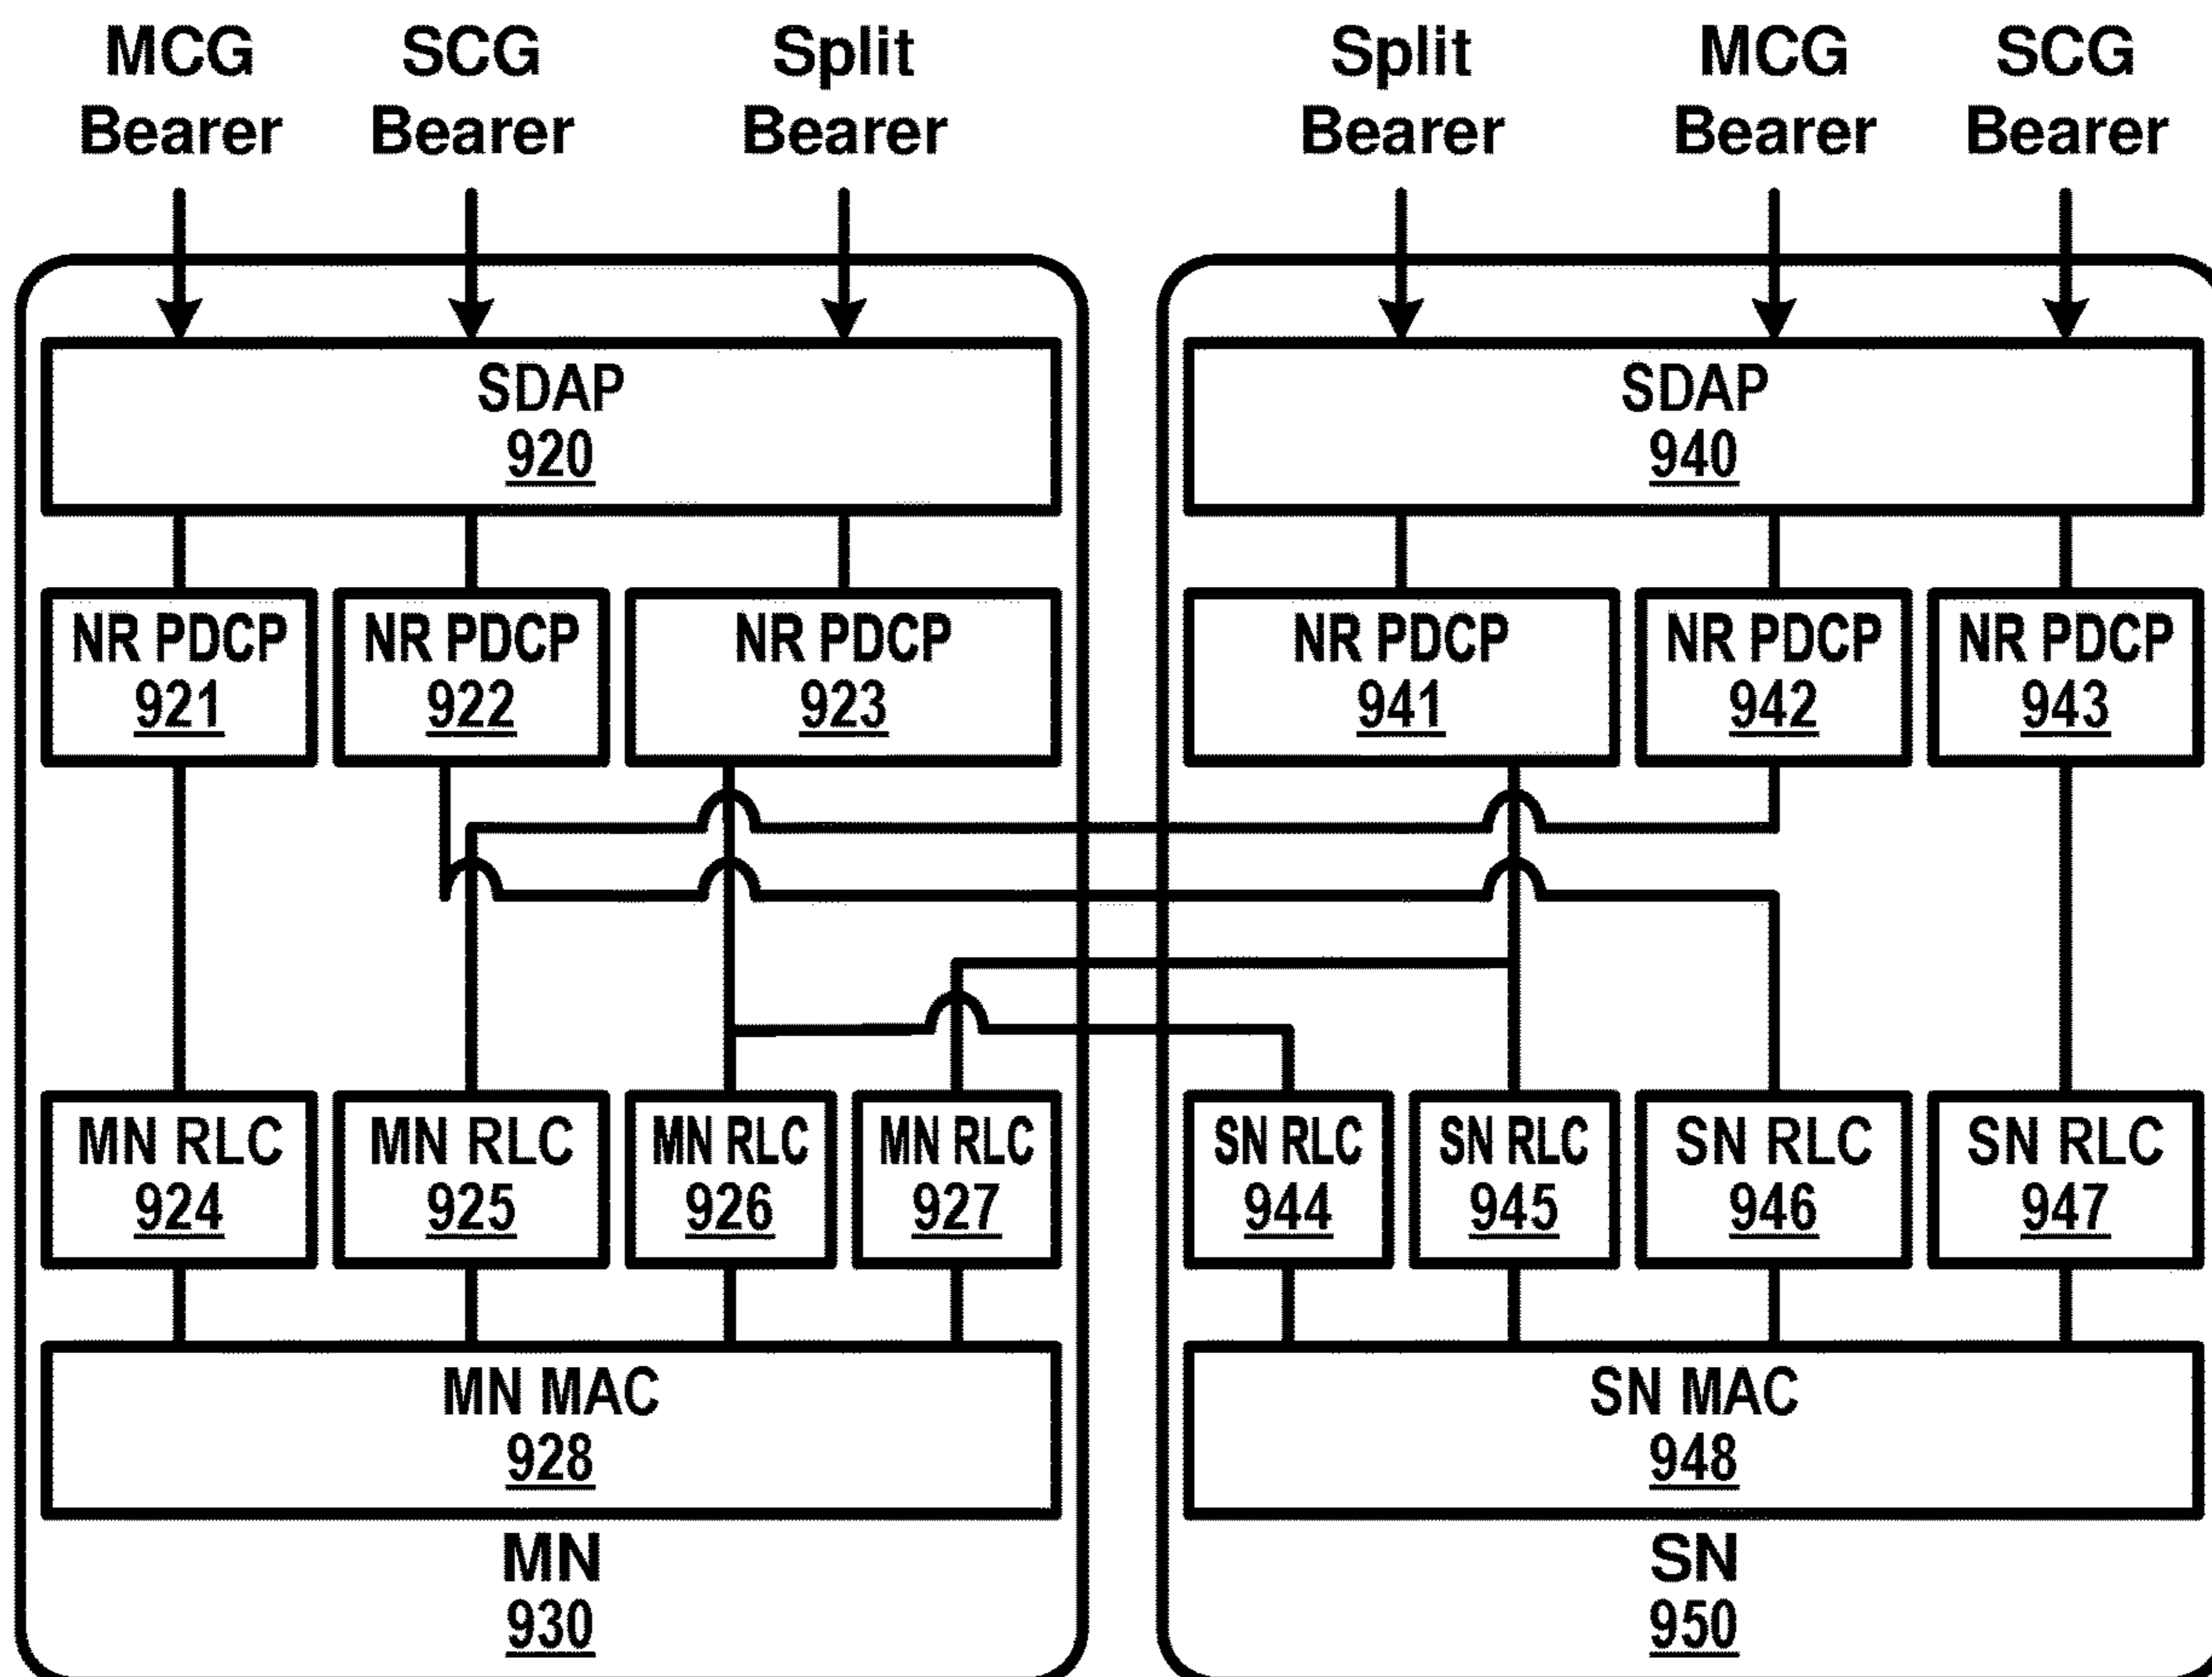 MCG
Bearer
SCG
Bearer
Split
Bearer
Split
Bearer
MCG
Bearer
SCG
Bearer
SDAP
920
SDAP
940
NR PDCP
921
NR PDCP
922
NR PDCP
923
NR PDCP
941
NR PDCP
942
NR PDCP
943
MN RLC
924
MN RLC
925
MN RLC
926
MN RLC
927
SN RLC
944
SN RLC
945
SN RLC
946
SN RLC
947
MN MAC
928
SN MAC
948
MN
930
SN
950